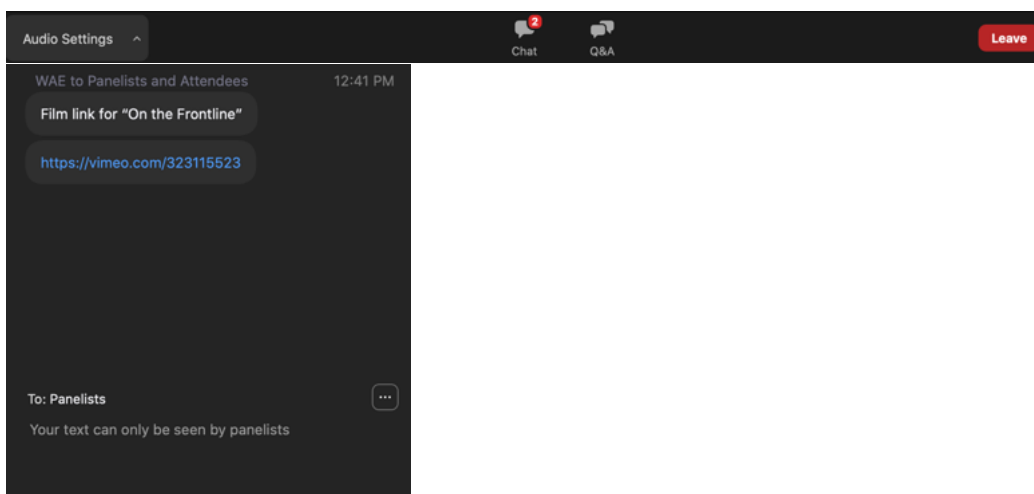 Audio Settings
2
Chat
Q&A
Leave
WAE to Panelists and Attendees 12:41 PM
Film link for “On the Frontline”
https://vimeo.com/323115523
To: Panelists
Your text can only be seen by panelists